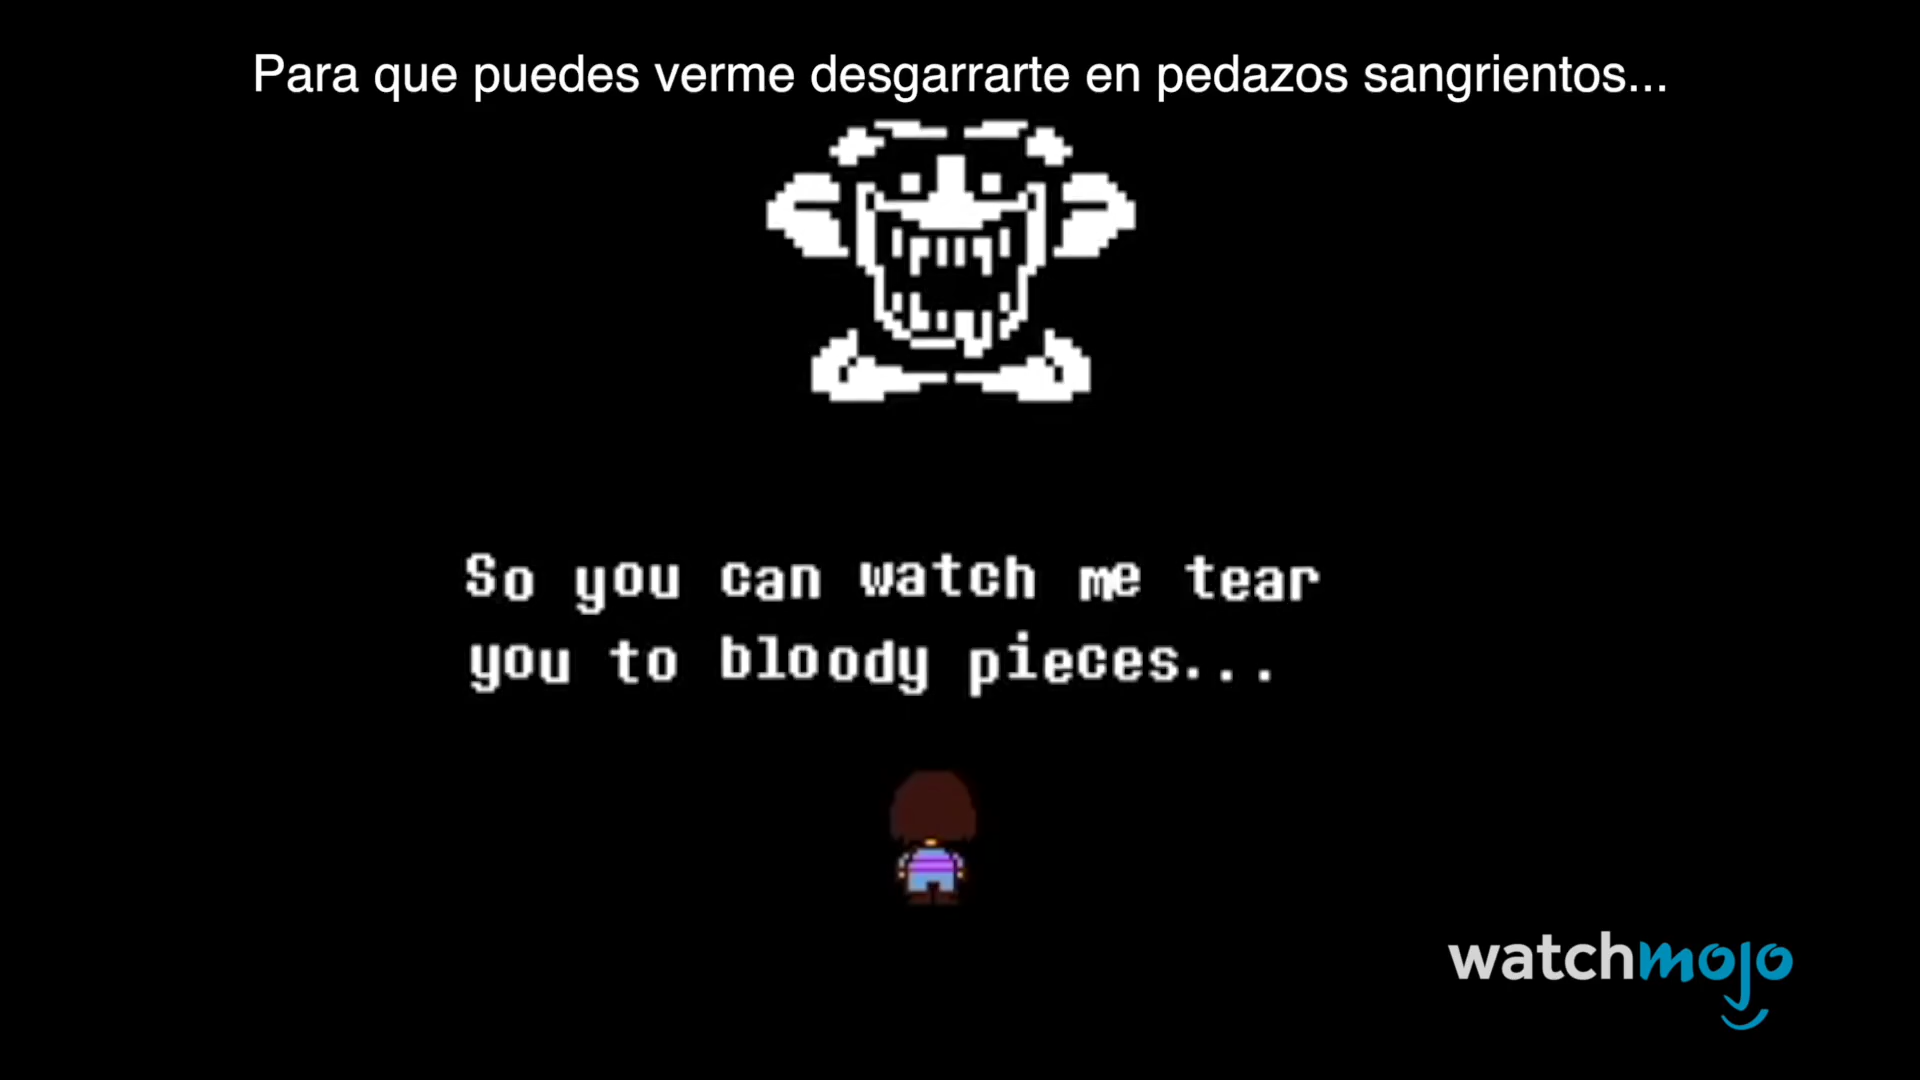 Para que puedes verme desgarrarte en pedazos sangrientos...
So you can watch me tear
you to bloody pieces...
watchmojo